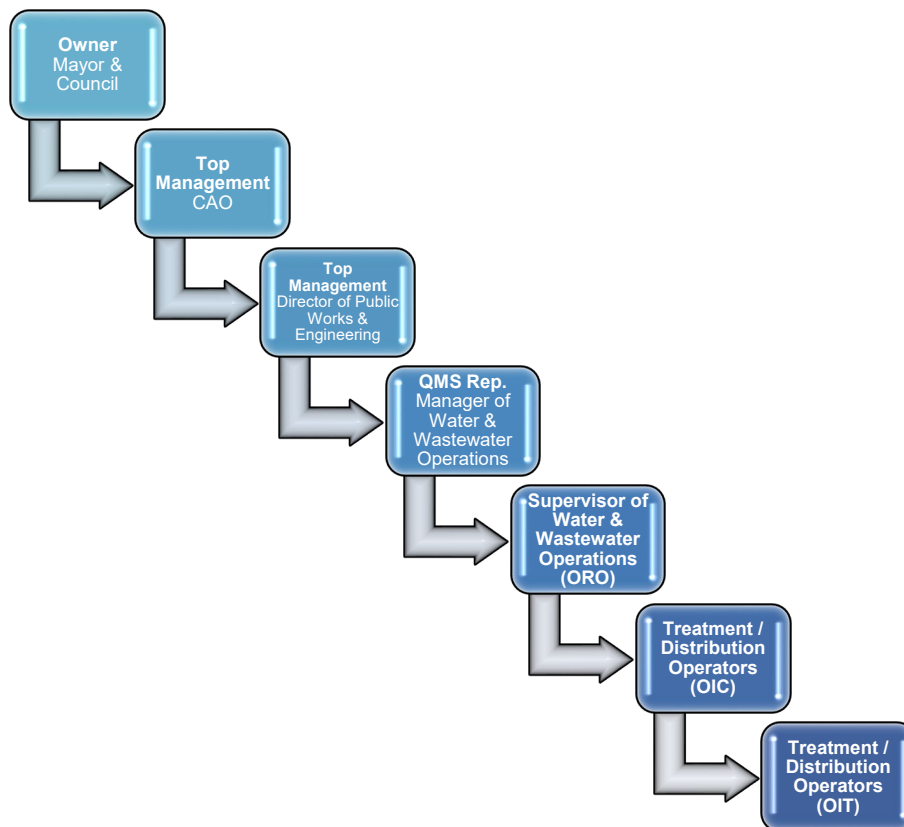 Owner
Mayor &
Council
Top
Management
CAO
Top
Management
Director of Public
Works &
Engineering
QMS Rep.
Manager of
Water &
Wastewater
Operations
Supervisor of
Water &
Wastewater
Operations
(ORO)
Treatment /
Distribution
Operators
(OIC)
Treatment /
Distribution
Operators
(OIT)